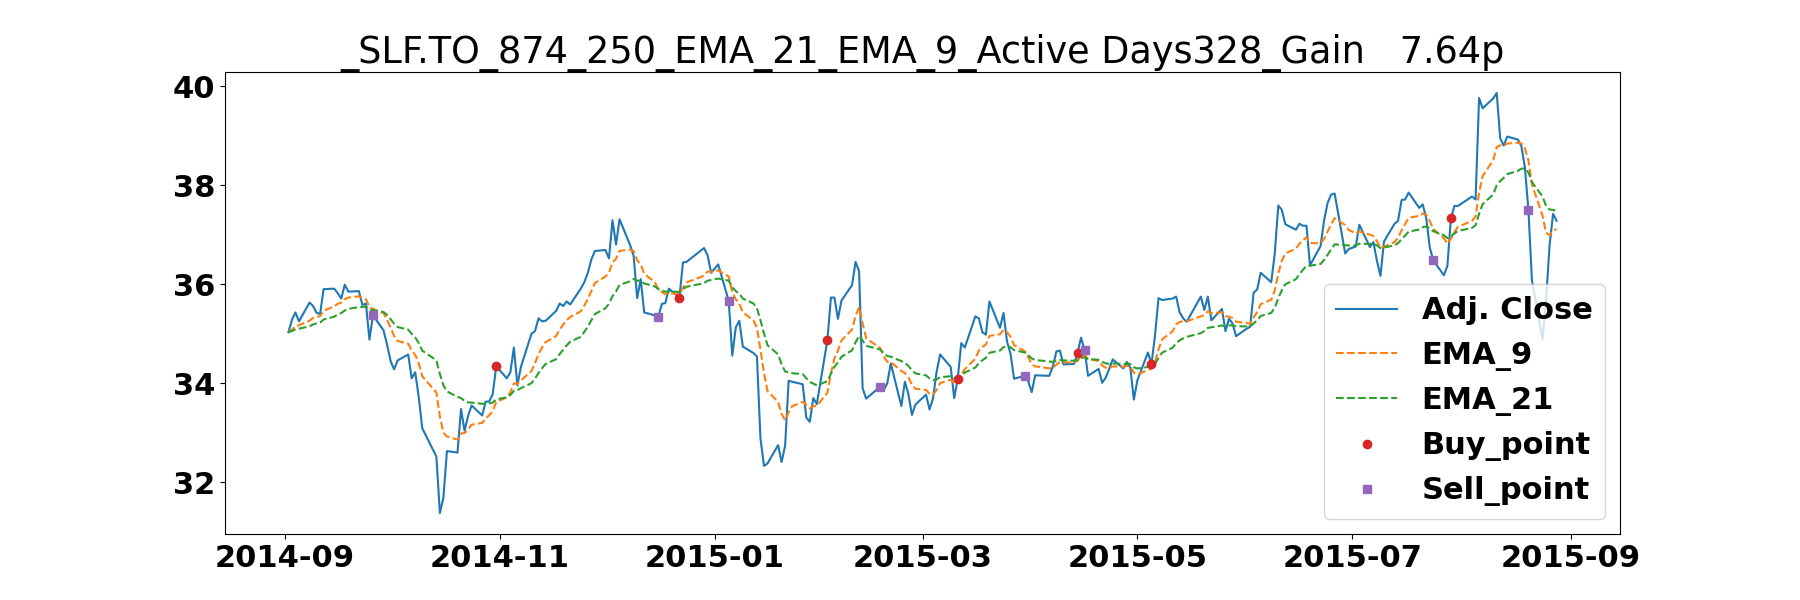 _SLF.TO_874_250_EMA_21_EMA_9_Active Days328_Gain   7.64p
40
38
36
34
32
2014-09 2014-11 2015-01 2015-03 2015-05 2015-07 2015-09
Adj. Close
EMA_9
EMA_21
Buy_point
Sell_point